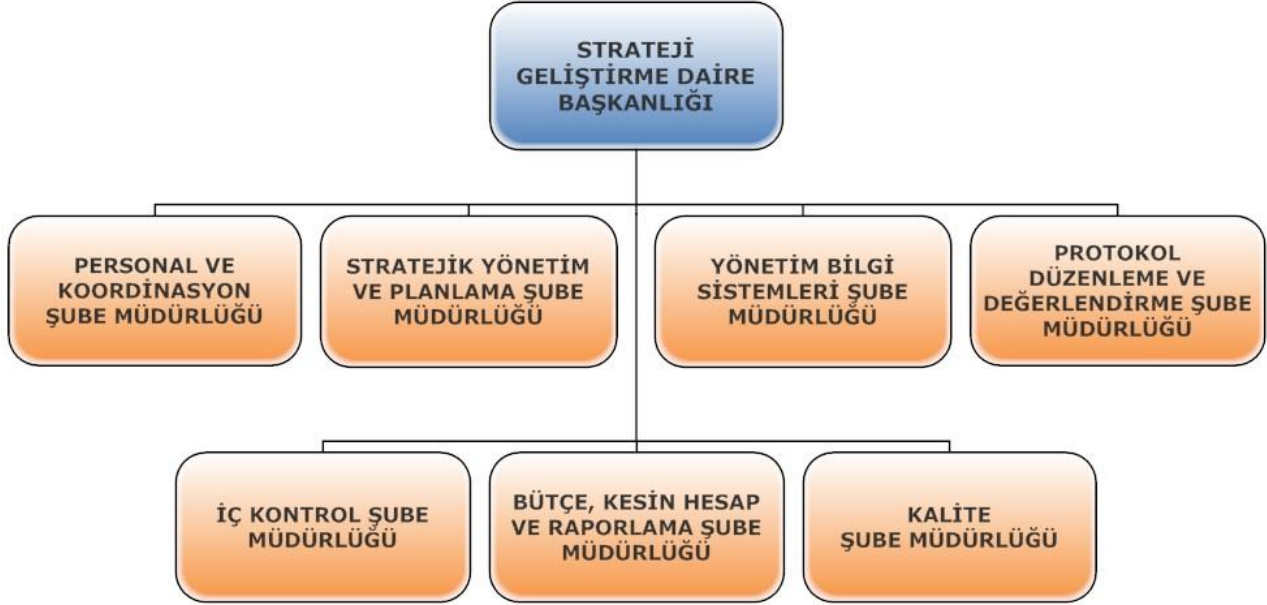 STRATEJİ
GELİŞTİRME DAİRE
BAŞKANLIĞI
PERSONAL VE
KOORDİNASYON
ŞUBE MÜDÜRLÜĞÜ
STRATEJİK YÖNETİM
VE PLANLAMA ŞUBE
MÜDÜRLÜĞÜ
YÖNETİM BİLGİ
SİSTEMLERİ ŞUBE
MÜDÜRLÜĞÜ
PROTOKOL
DÜZENLEME VE
DEĞERLENDİRME ŞUBE
MÜDÜRLÜĞÜ
İÇ KONTROL ŞUBE
MÜDÜRLÜĞÜ
BÜTÇE, KESİN HESAP
VE RAPORLAMA ŞUBE
MÜDÜRLÜĞÜ
KALİTE
ŞUBE MÜDÜRLÜĞÜ